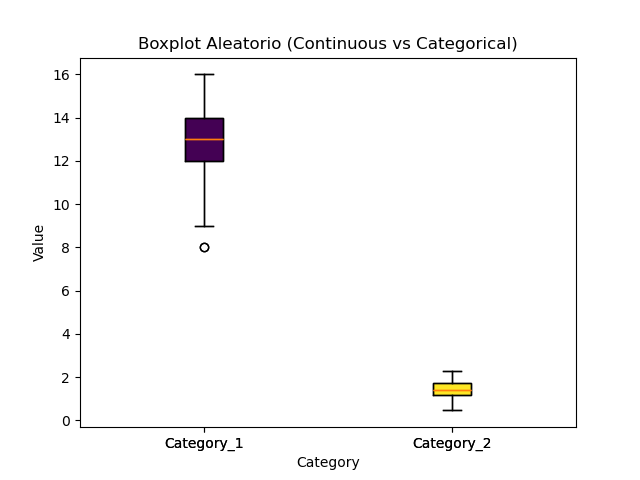 Boxplot Aleatorio (Continuous vs Categorical)
Value
16
14
12
10
8
6
4
2
0
Category_1
Category_2
Category